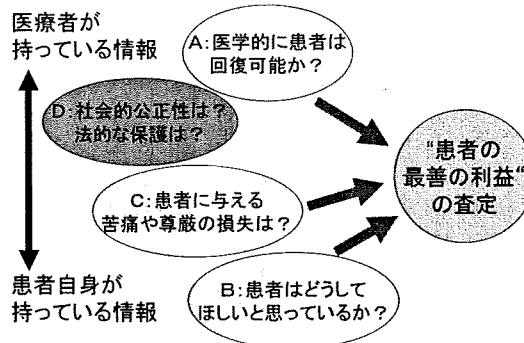 医療者が
持っている情報
A:医学的に患者は
回復可能か?
D:社会的公正性は?
法的な保護は?
"患者の
最善の利益"
の査定
C:患者に与える
苦痛や尊厳の損失は?
患者自身が
持っている情報
B:患者はどうして
ほしいと思っているか?